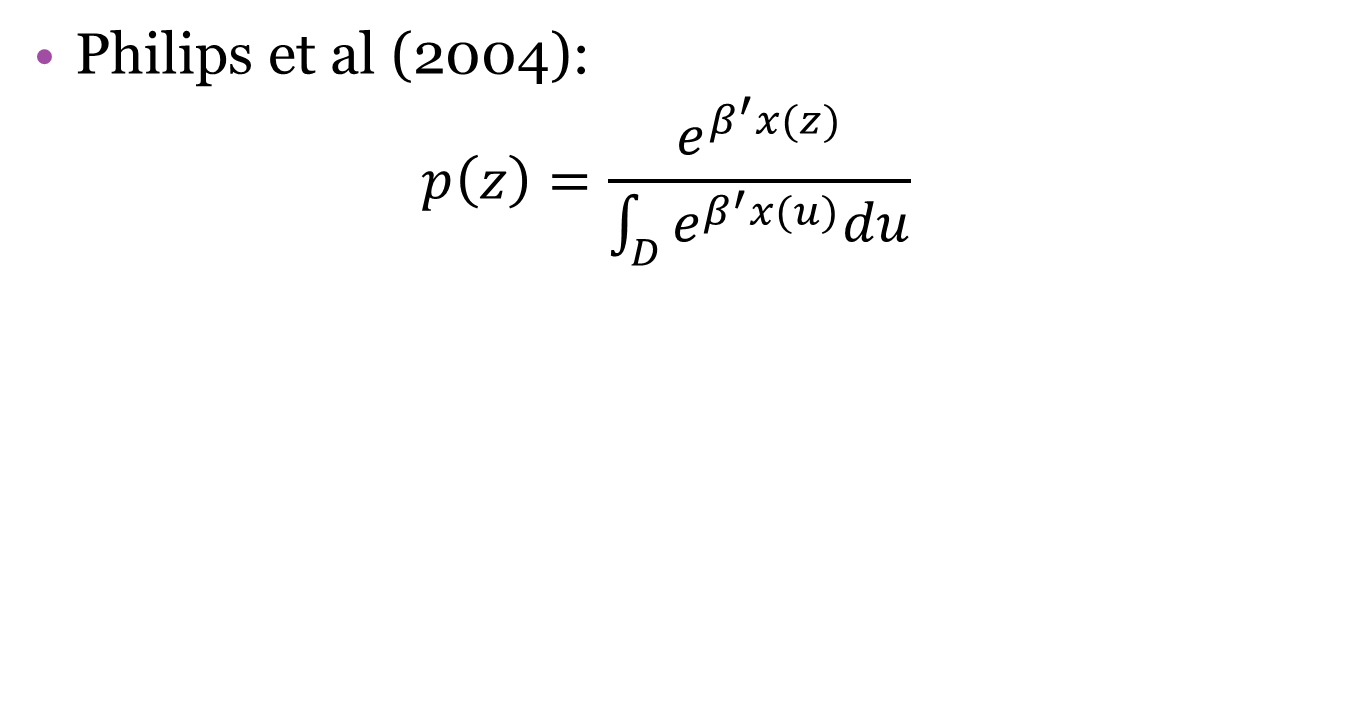 • Philips et al (2004):
p(z) = e^{β′x(z)} / ∫_D e^{β′x(u)} du